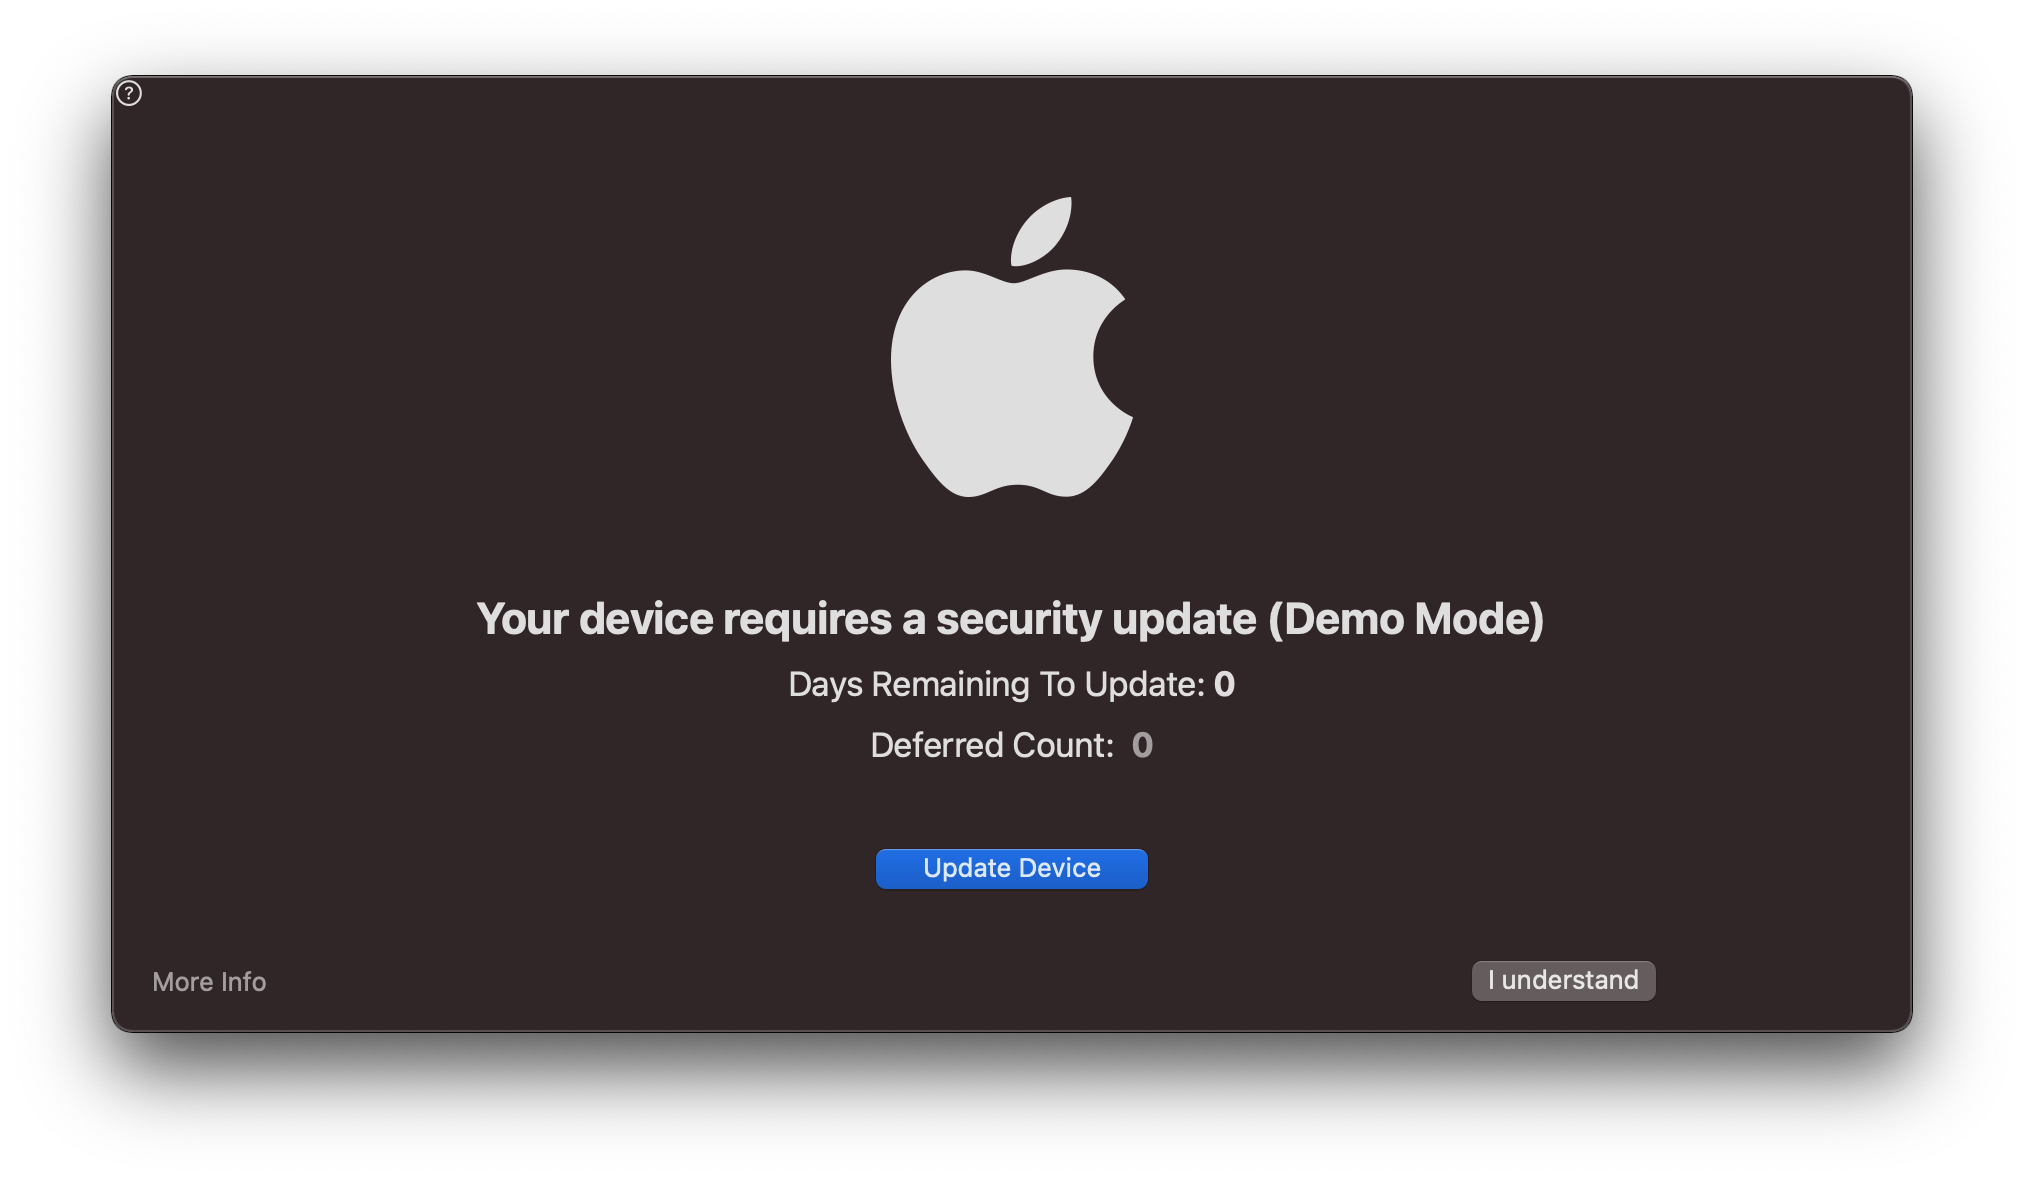 ?
Your device requires a security update (Demo Mode)
Days Remaining To Update: 0
Deferred Count: 0
Update Device
More Info
I understand